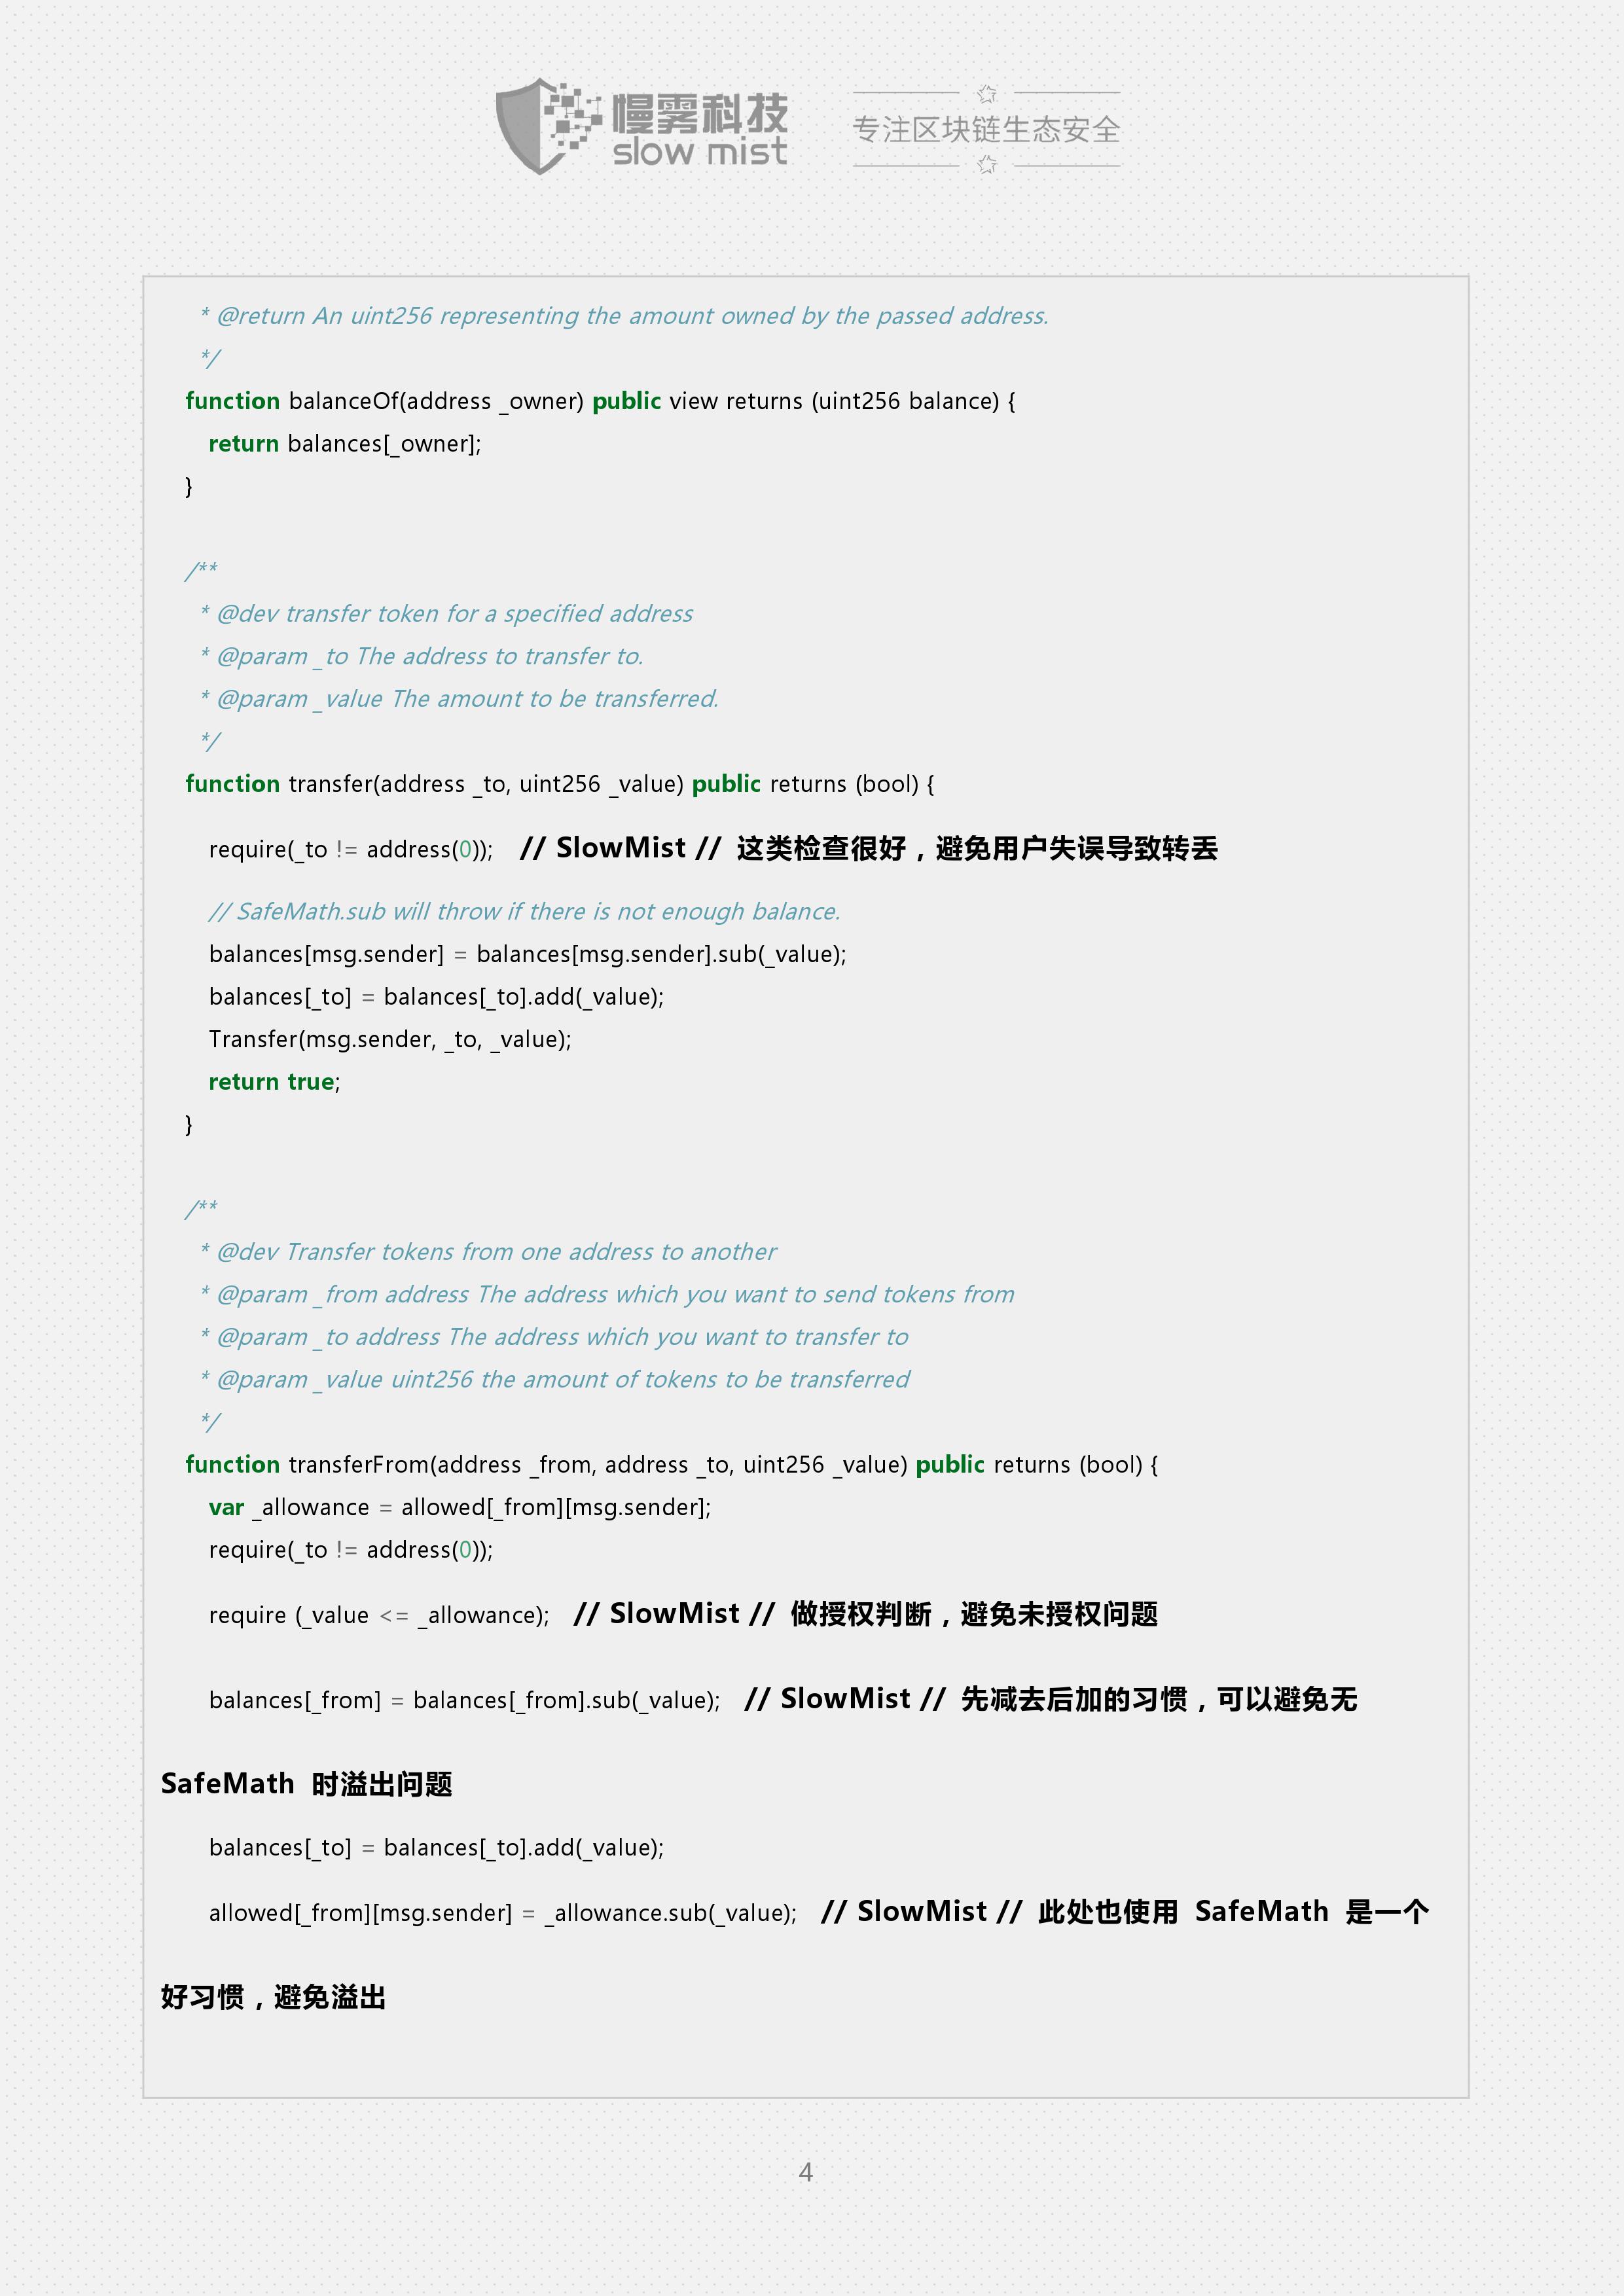 慢雾科技
slow mist
专注区块链生态安全
* @return An uint256 representing the amount owned by the passed address.
*/
function balanceOf(address _owner) public view returns (uint256 balance) {
return balances[_owner];
}
/**
* @dev transfer token for a specified address
* @param _to The address to transfer to.
* @param _value The amount to be transferred.
*/
function transfer(address _to, uint256 _value) public returns (bool) {
require(_to != address(0)); // SlowMist // 这类检查很好，避免用户失误导致转丢
// SafeMath.sub will throw if there is not enough balance.
balances[msg.sender] = balances[msg.sender].sub(_value);
balances[_to] = balances[_to].add(_value);
Transfer(msg.sender, _to, _value);
return true;
}
/**
* @dev Transfer tokens from one address to another
* @param _from address The address which you want to send tokens from
* @param _to address The address which you want to transfer to
* @param _value uint256 the amount of tokens to be transferred
*/
function transferFrom(address _from, address _to, uint256 _value) public returns (bool) {
var _allowance = allowed[_from][msg.sender];
require(_to != address(0));
require (_value <= _allowance); // SlowMist // 做授权判断，避免未授权问题
balances[_from] = balances[_from].sub(_value); // SlowMist // 先减去后加的习惯，可以避免无
SafeMath 时溢出问题
balances[_to] = balances[_to].add(_value);
allowed[_from][msg.sender] = _allowance.sub(_value); // SlowMist // 此处也使用 SafeMath 是一个
好习惯，避免溢出
4